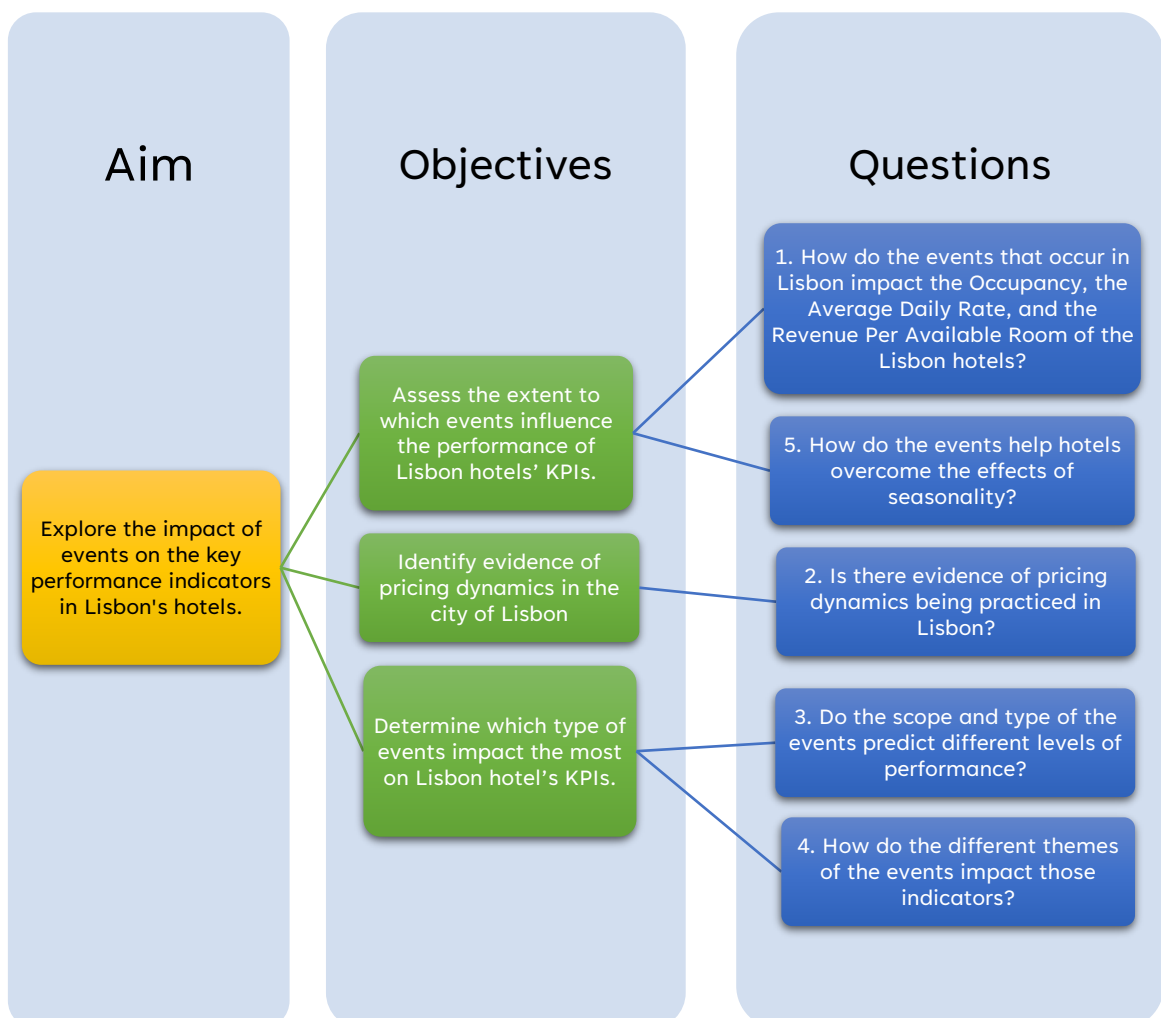 Aim
Objectives
Questions
Explore the impact of
events on the key
performance indicators
in Lisbon's hotels.
Assess the extent to
which events influence
the performance of
Lisbon hotels’ KPIs.
Identify evidence of
pricing dynamics in the
city of Lisbon
Determine which type of
events impact the most
on Lisbon hotel’s KPIs.
1. How do the events that occur in
Lisbon impact the Occupancy, the
Average Daily Rate, and the
Revenue Per Available Room of the
Lisbon hotels?
5. How do the events help hotels
overcome the effects of
seasonality?
2. Is there evidence of pricing
dynamics being practiced in
Lisbon?
3. Do the scope and type of the
events predict different levels of
performance?
4. How do the different themes
of the events impact those
indicators?